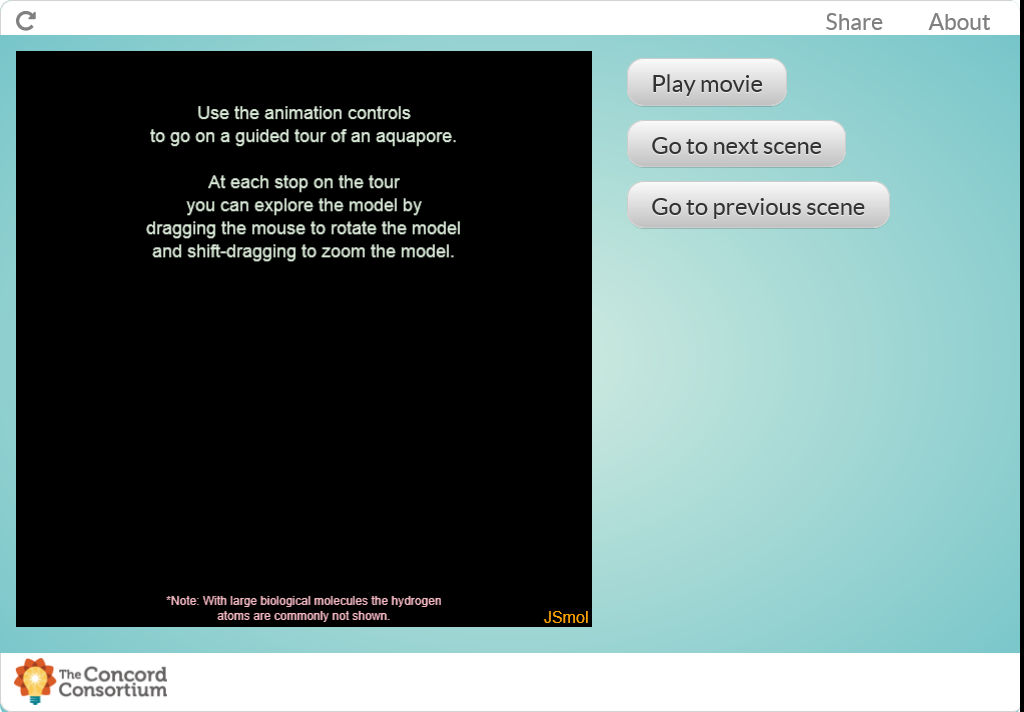 Share About
Use the animation controls
to go on a guided tour of an aquapore.
At each stop on the tour
you can explore the model by
dragging the mouse to rotate the model
and shift-dragging to zoom the model.
*Note: With large biological molecules the hydrogen
atoms are commonly not shown.
JSmol
Play movie
Go to next scene
Go to previous scene
The Concord
Consortium